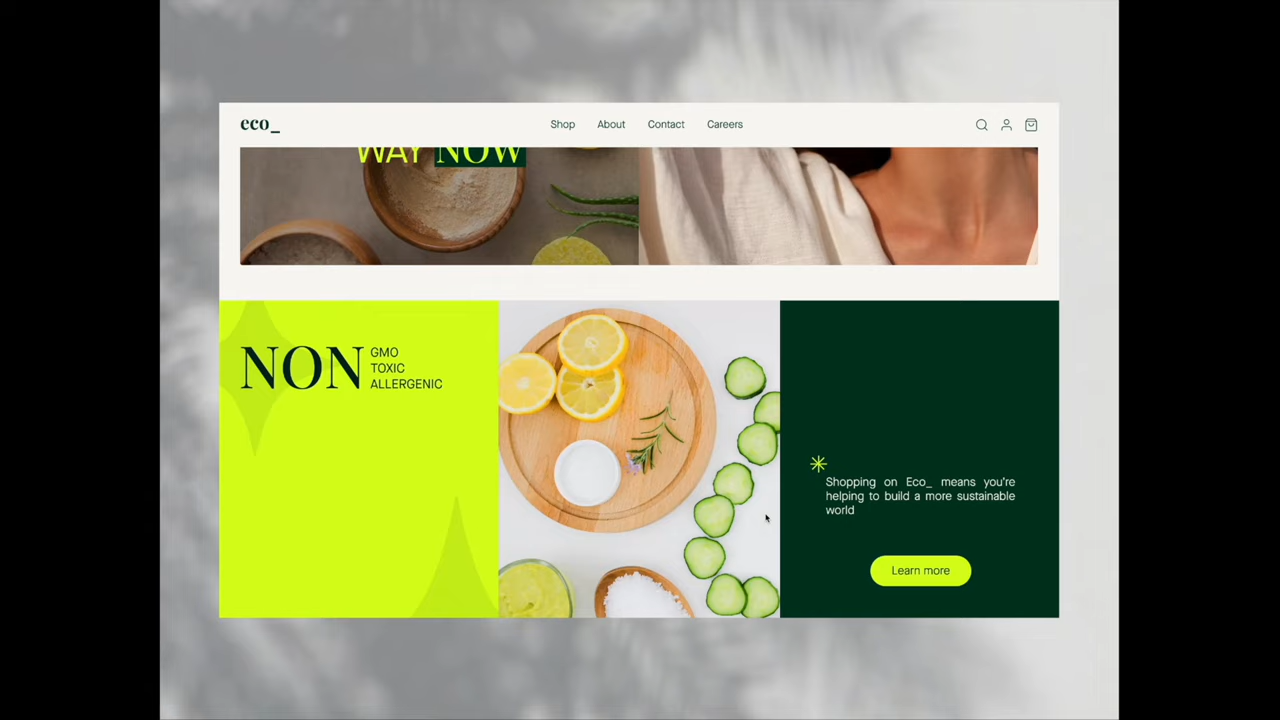 eco_
Shop About Contact Careers
WAY NOW
NON
GMO
TOXIC
ALLERGENIC
Shopping on Eco_ means you're
helping to build a more sustainable
world
Learn more